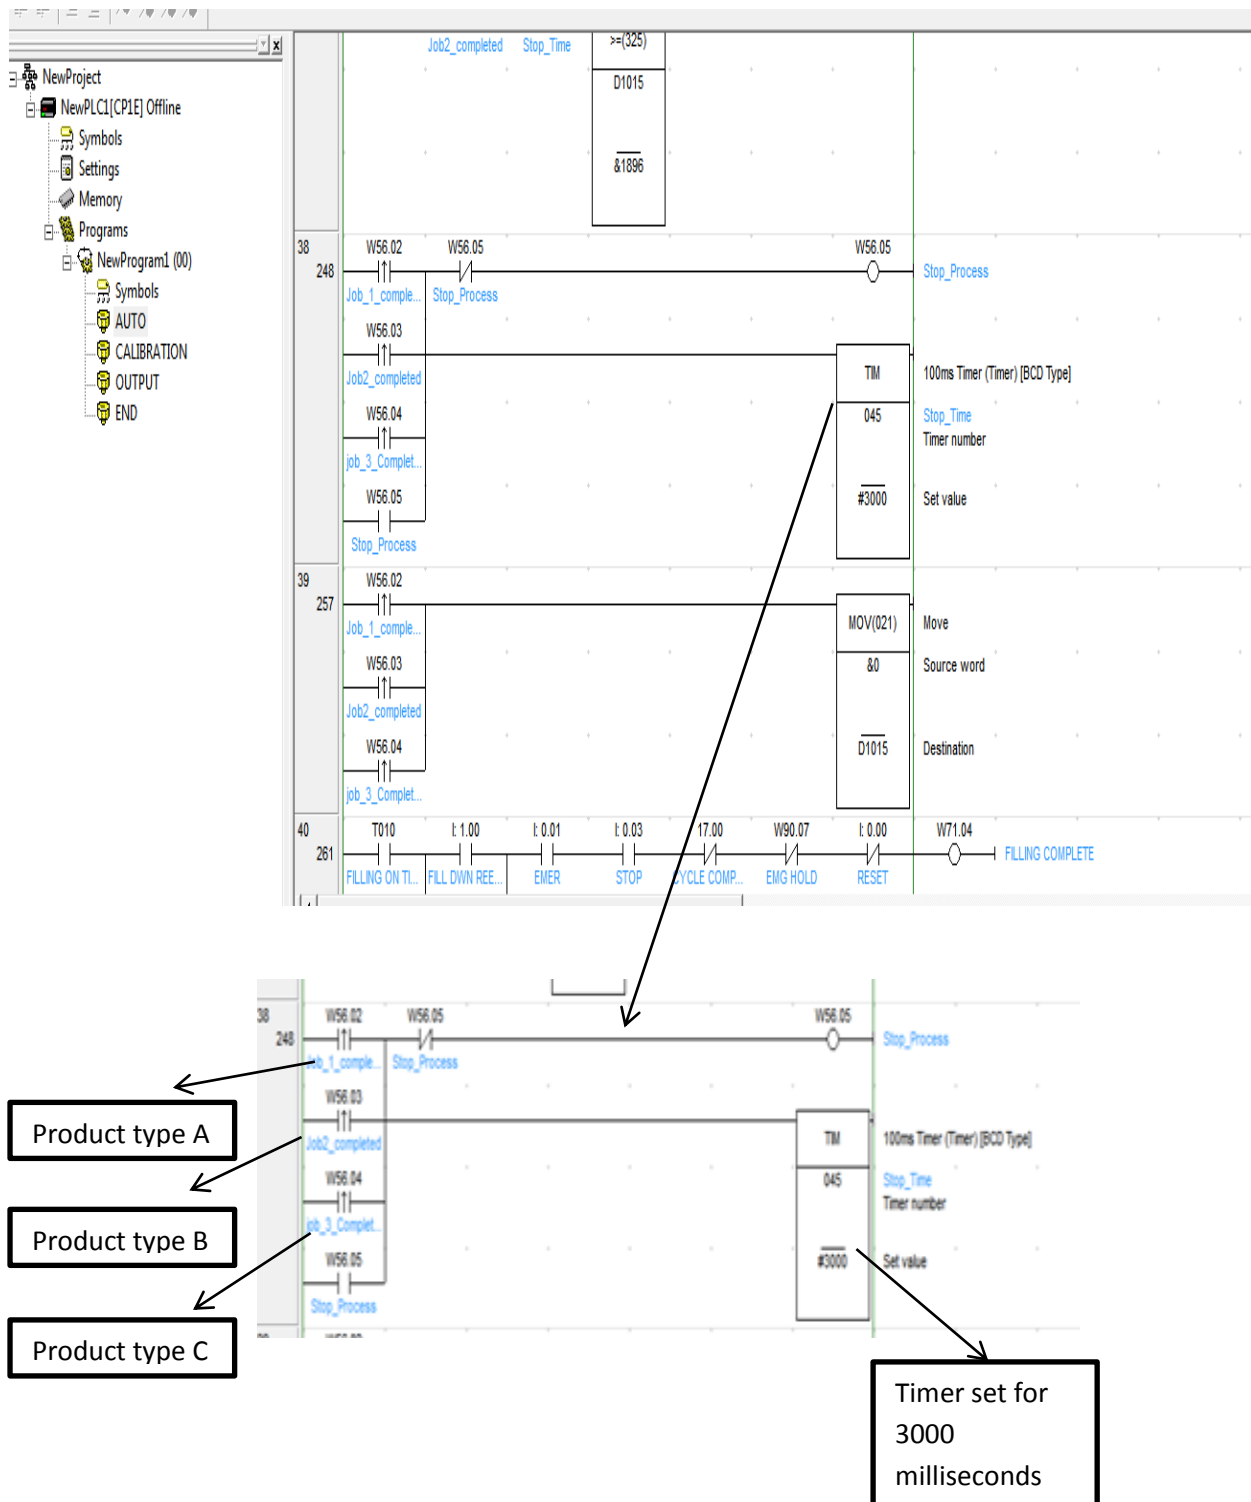 NewProject
NewPLC1[CP1E] Offline
Symbols
Settings
Memory
Programs
NewProgram1 (00)
Symbols
AUTO
CALIBRATION
OUTPUT
END
Job2_completed Stop_Time >=(325)
D1015
&1896
38 W56.02 W56.05 W56.05
248 Stop_Process
Job_1_comple... Stop_Process
W56.03
Job2_completed TIM 100ms Timer (Timer) [BCD Type]
W56.04 045 Stop_Time
Timer number
job_3_Complet...
W56.05 #3000 Set value
Stop_Process
39 W56.02
257 MOV(021) Move
Job_1_comple...
W56.03 &0 Source word
Job2_completed
W56.04 D1015 Destination
job_3_Complet...
40 T010 I: 1.00 I: 0.01 I: 0.03 17.00 W90.07 I: 0.00 W71.04
261 FILLING COMPLETE
FILLING ON TI... FILL DWN REE... EMER STOP CYCLE COMP... EMG HOLD RESET
38 W56.02 W56.05 W56.05
248 Stop_Process
Job_1_comple... Stop_Process
W56.03
Job2_completed TIM 100ms Timer (Timer) [BCD Type]
W56.04 045 Stop_Time
Timer number
job_3_Complet...
W56.05 #3000 Set value
Stop_Process
Product type A
Product type B
Product type C
Timer set for
3000
milliseconds